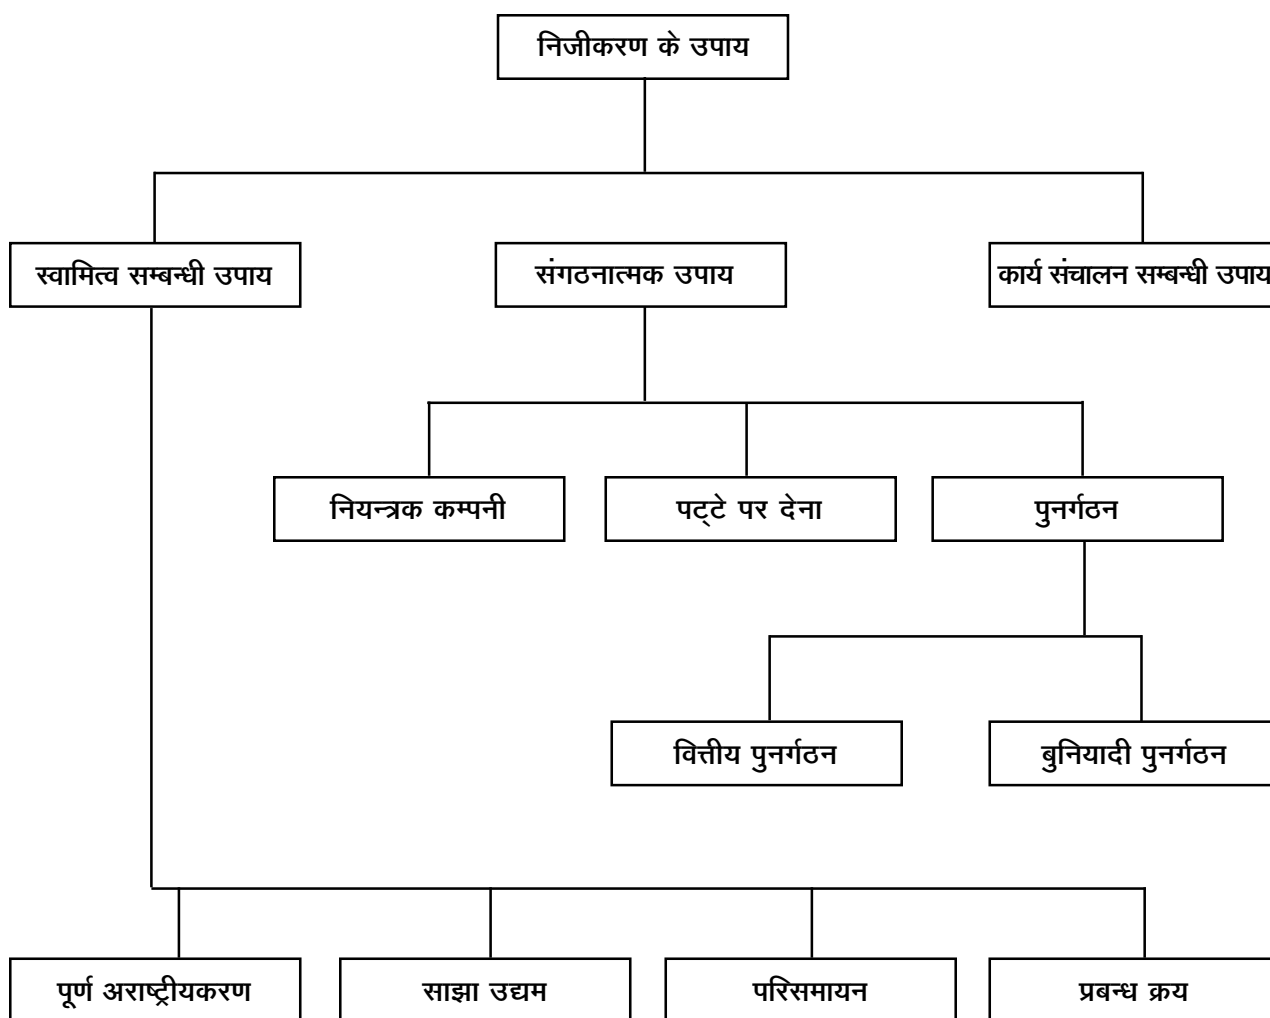 निजीकरण के उपाय
स्वामित्व सम्बन्धी उपाय
संगठनात्मक उपाय
कार्य संचालन सम्बन्धी उपाय
नियन्त्रक कम्पनी
पट्टे पर देना
पुनर्गठन
वित्तीय पुनर्गठन
बुनियादी पुनर्गठन
पूर्ण अराष्ट्रीयकरण
साझा उद्यम
परिसमायन
प्रबन्ध क्रय